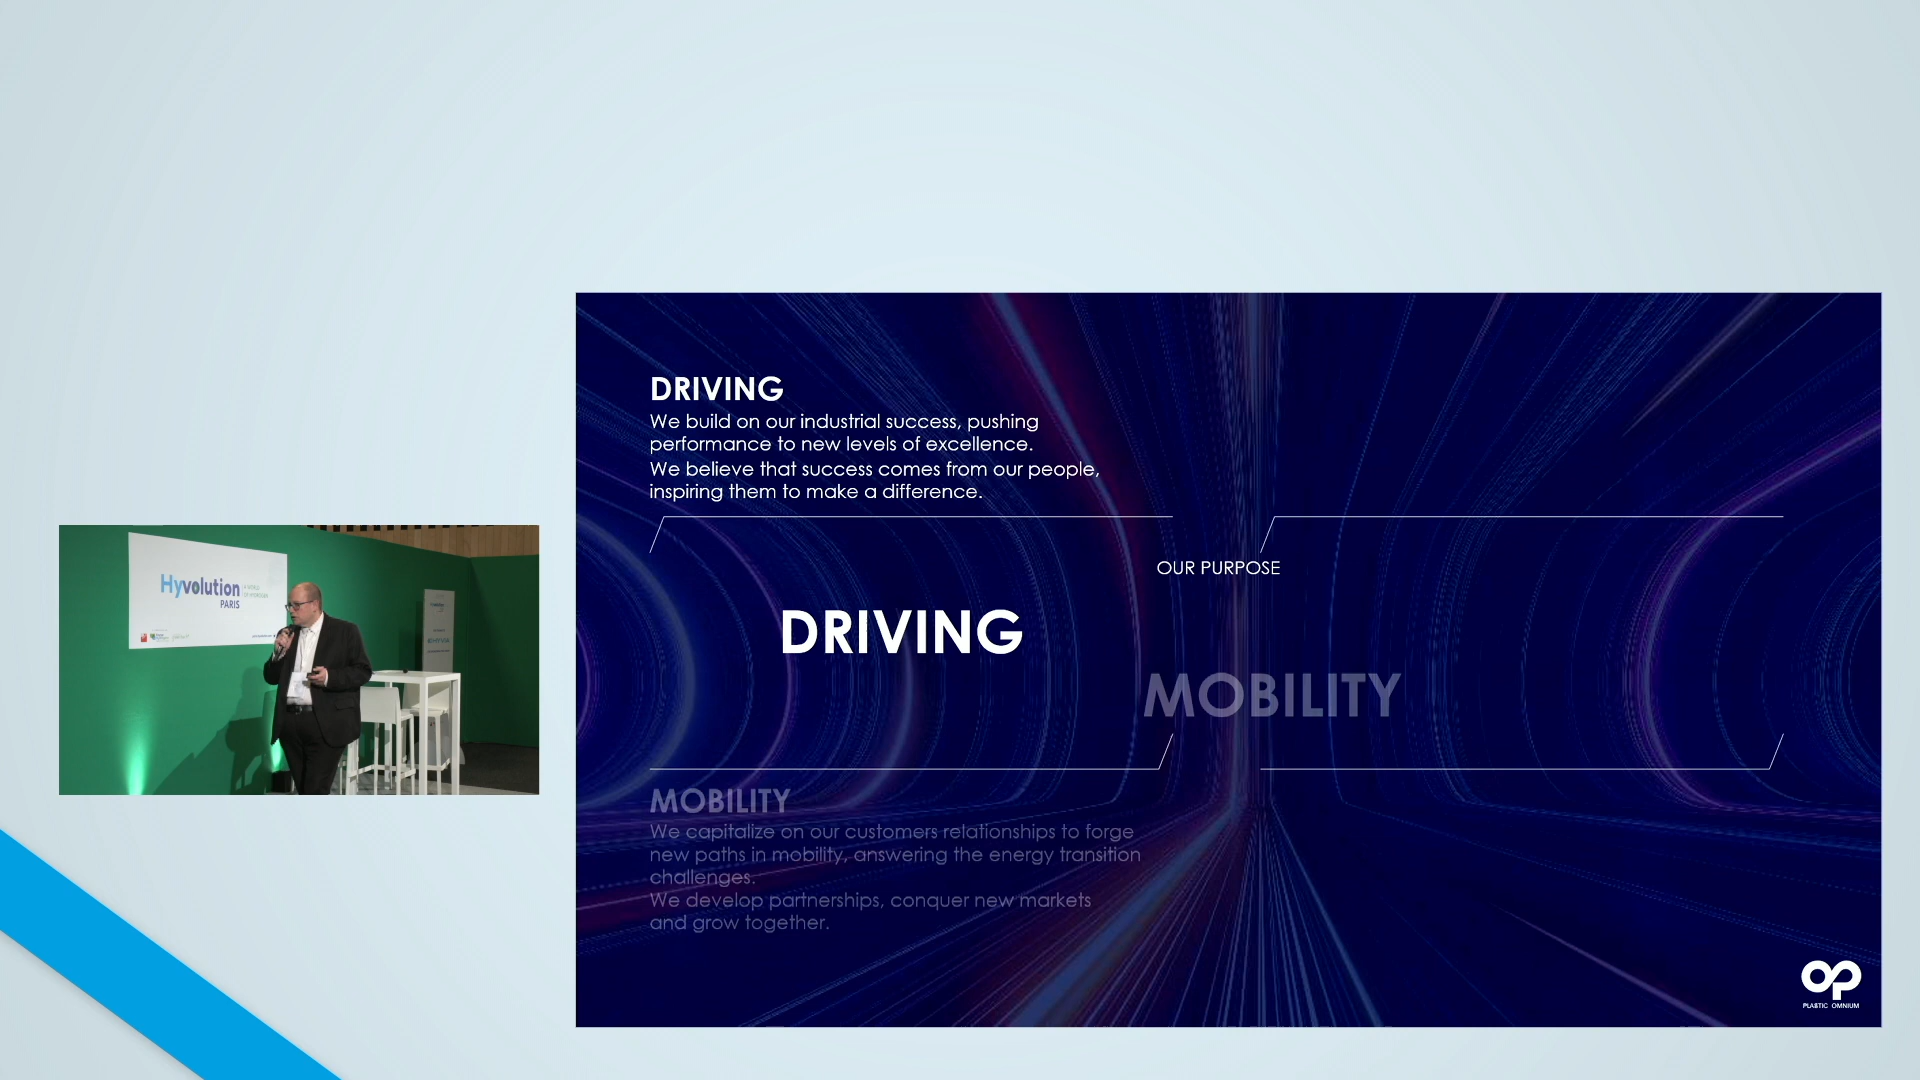 Hyvolution
PARIS
DRIVING
We build on our industrial success, pushing
performance to new levels of excellence.
We believe that success comes from our people,
inspiring them to make a difference.
OUR PURPOSE
DRIVING
MOBILITY
MOBILITY
We capitalize on our customers relationships to forge
new paths in mobility, answering the energy transition
challenges.
We develop partnerships, conquer new markets
and grow together.
PLASTIC OMNIUM